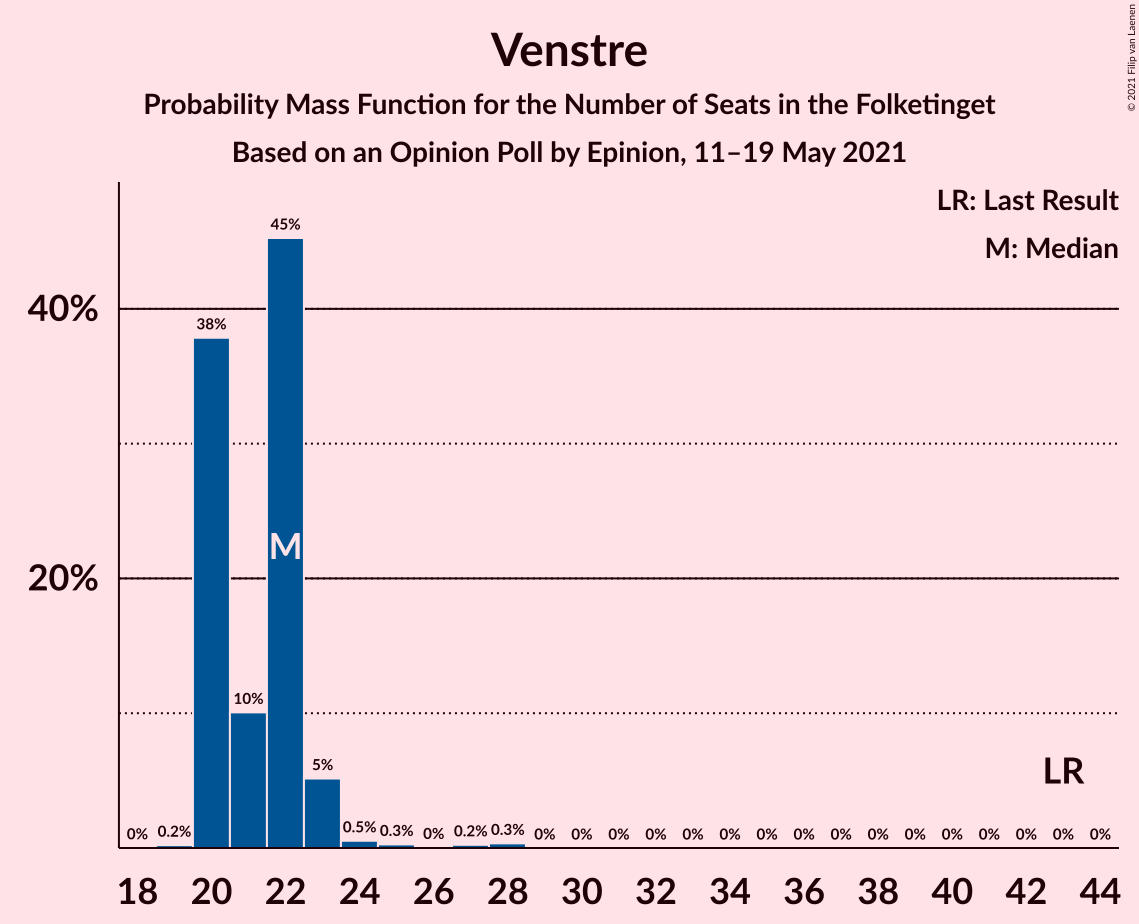 Venstre
Probability Mass Function for the Number of Seats in the Folketinget
Based on an Opinion Poll by Epinion, 11–19 May 2021
© 2021 Filip van Laenen
LR: Last Result
M: Median
45%
40%
38%
M
20%
10%
5%
LR
0% 0.2% 0.5% 0.3% 0% 0.2% 0.3% 0% 0% 0% 0% 0% 0% 0% 0% 0% 0% 0% 0% 0% 0% 0% 0%
18 20 22 24 26 28 30 32 34 36 38 40 42 44